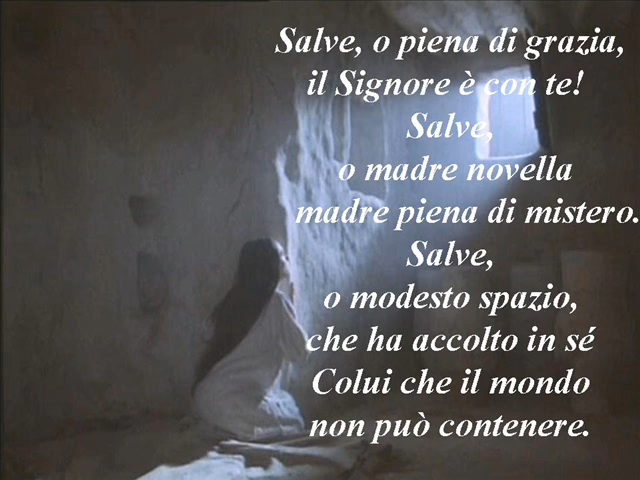 Salve, o piena di grazia,
il Signore è con te!
Salve,
o madre novella
madre piena di mistero.
Salve,
o modesto spazio,
che ha accolto in sé
Colui che il mondo
non può contenere.